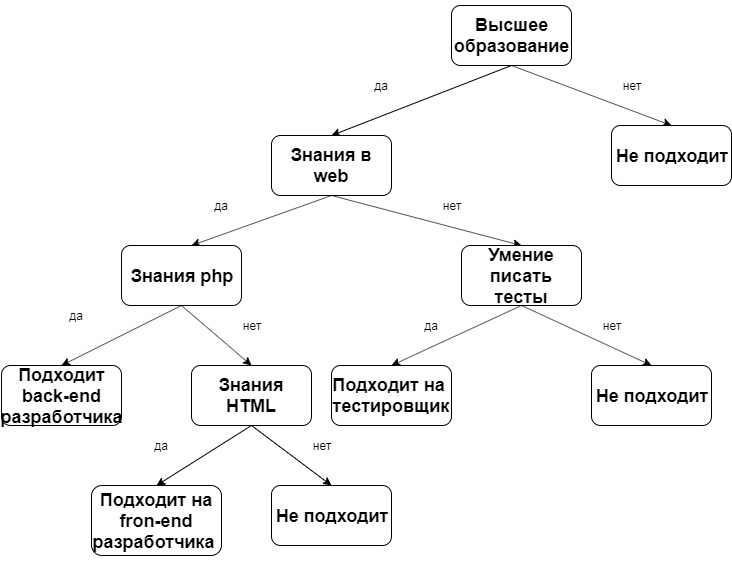 Высшее
образование
да
нет
Знания в
web
Не подходит
да
нет
Знания php
Умение
писать
тесты
да
нет
да
нет
Подходит
back-end
разработчика
Знания
HTML
Подходит на
тестировщик
Не подходит
да
нет
Подходит на
fron-end
разработчика
Не подходит